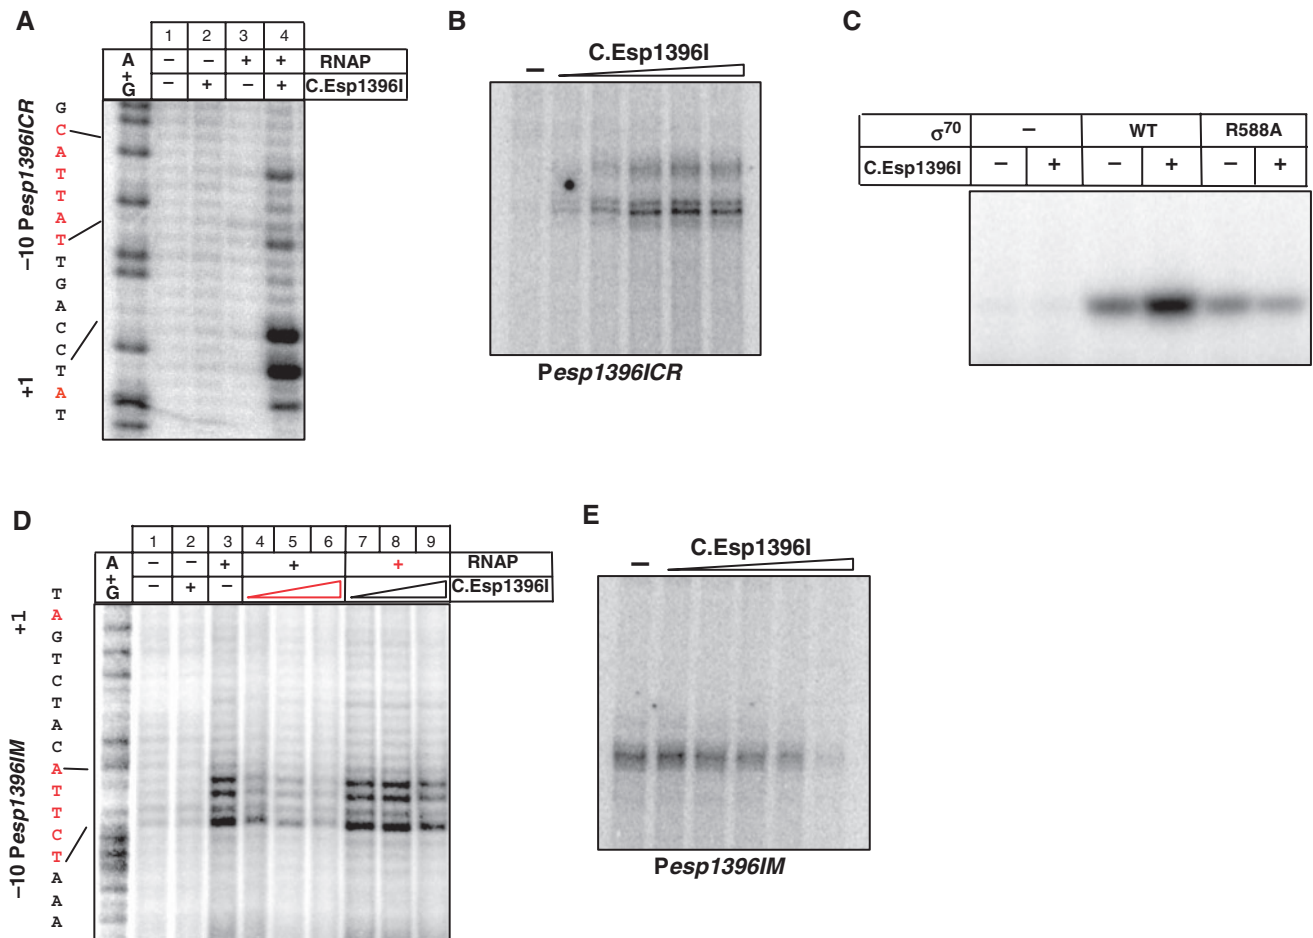 A
1 2 3 4
A + G
– – + + RNAP
– + – + C.Esp1396I
–10 Pesp1396ICR
+1
G
C
A
T
T
A
T
T
G
A
C
C
T
A
T
B
C.Esp1396I
–
Pesp1396ICR
C
σ70 – WT R588A
C.Esp1396I – + – + – +
D
1 2 3 4 5 6 7 8 9
A + G
– – + + + RNAP
– + – C.Esp1396I
+1
–10 Pesp1396IM
T
A
G
T
C
T
A
C
A
T
T
C
T
A
A
A
E
C.Esp1396I
–
Pesp1396IM